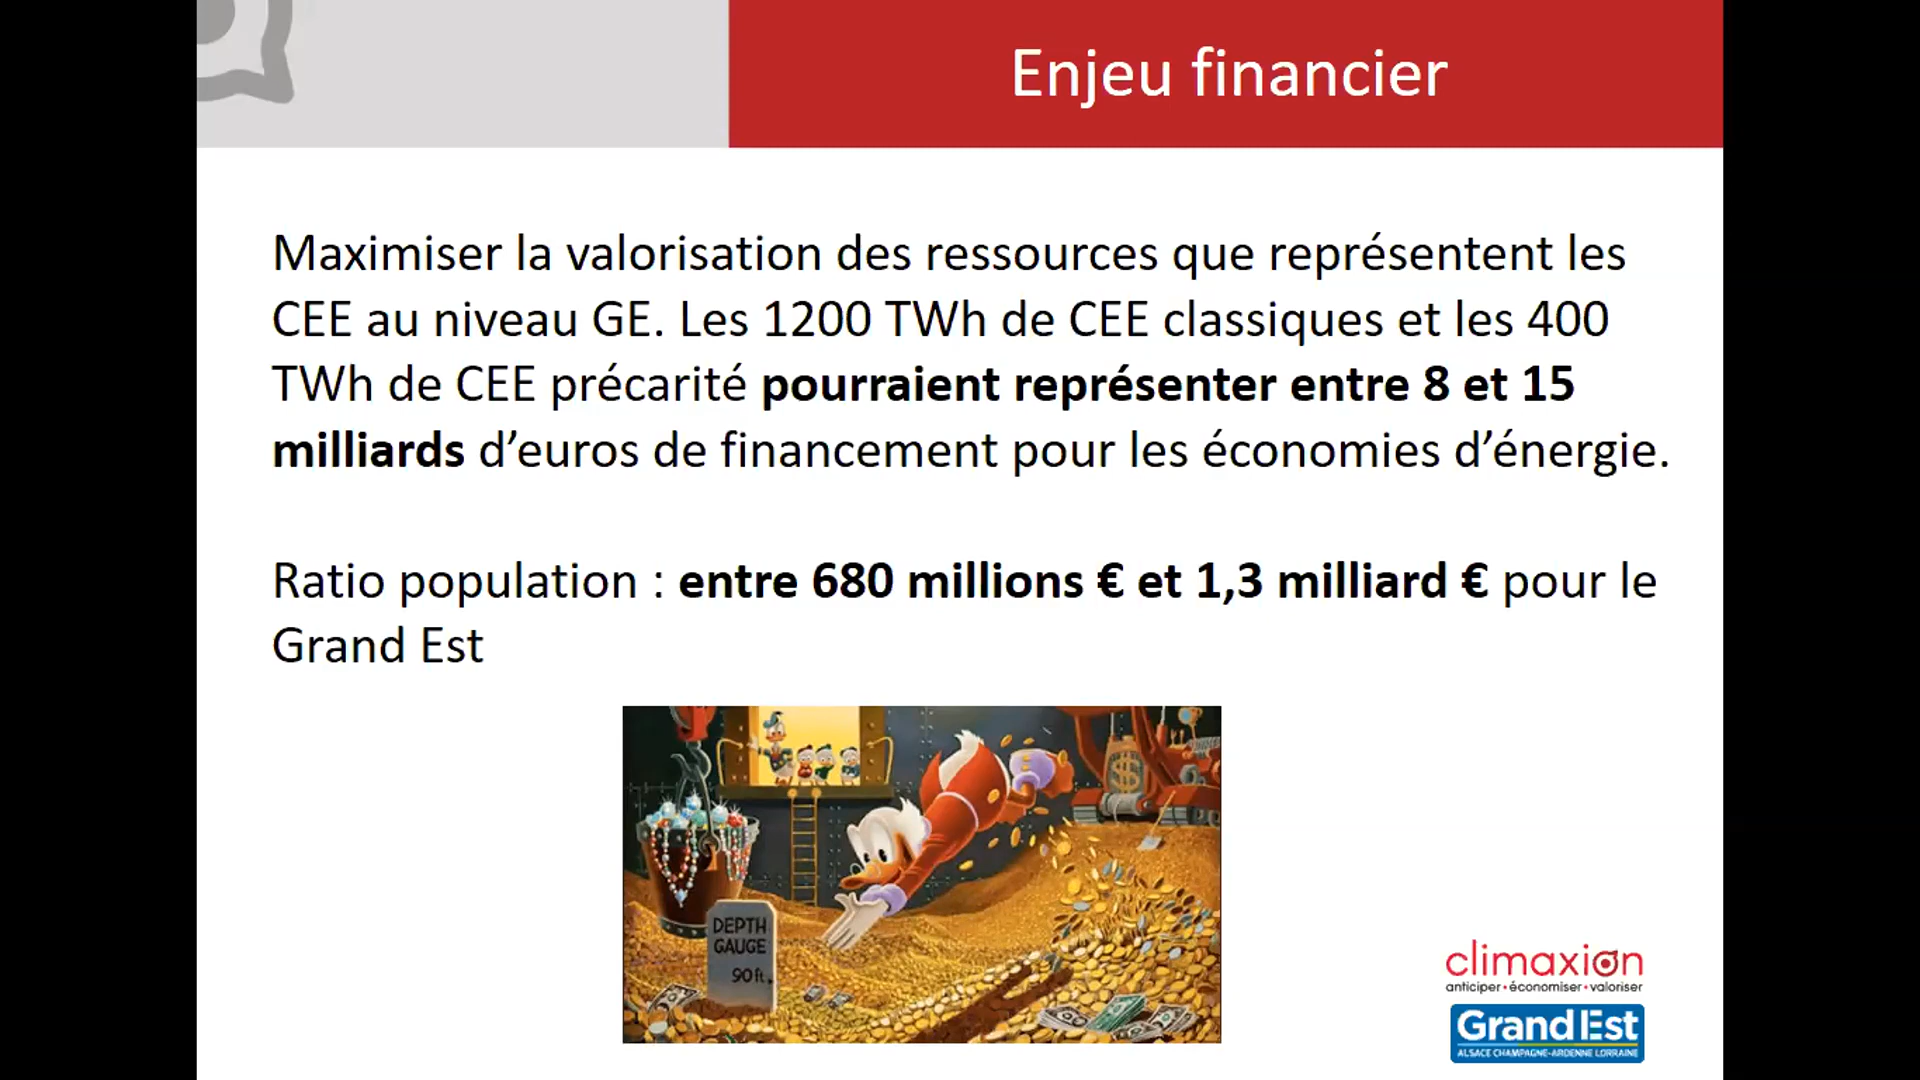 Enjeu financier
Maximiser la valorisation des ressources que représentent les
CEE au niveau GE. Les 1200 TWh de CEE classiques et les 400
TWh de CEE précarité pourraient représenter entre 8 et 15
milliards d’euros de financement pour les économies d’énergie.
Ratio population : entre 680 millions € et 1,3 milliard € pour le
Grand Est
DEPTH
GAUGE
90 ft.
climaxion
anticiper • économiser • valoriser
Grand Est
ALSACE CHAMPAGNE-ARDENNE LORRAINE